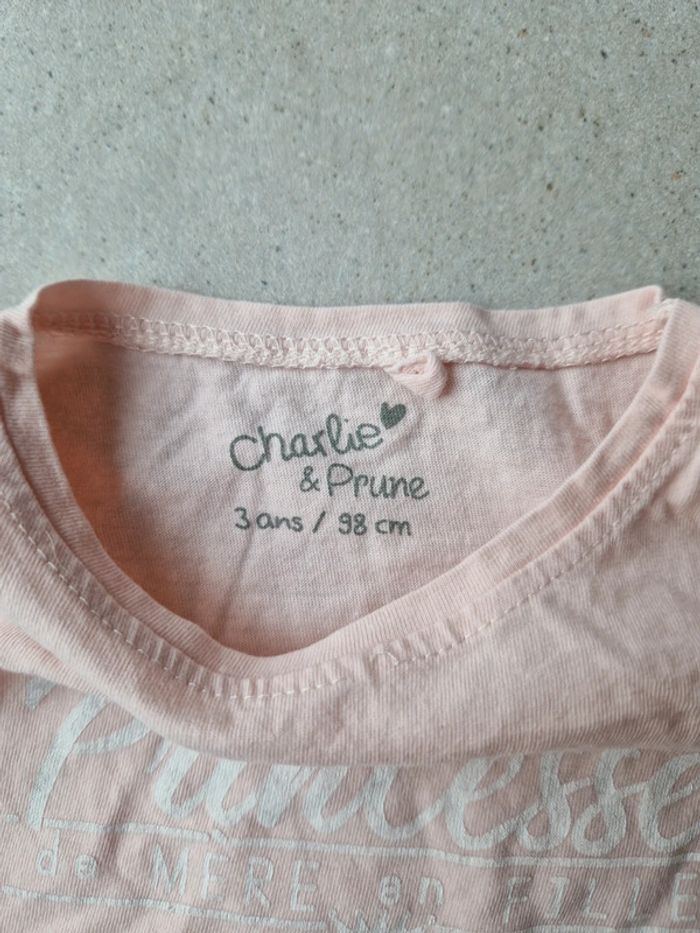 Charlie
& Prune
3 ans / 98 cm
Princesse
de MÈRE en FILLE